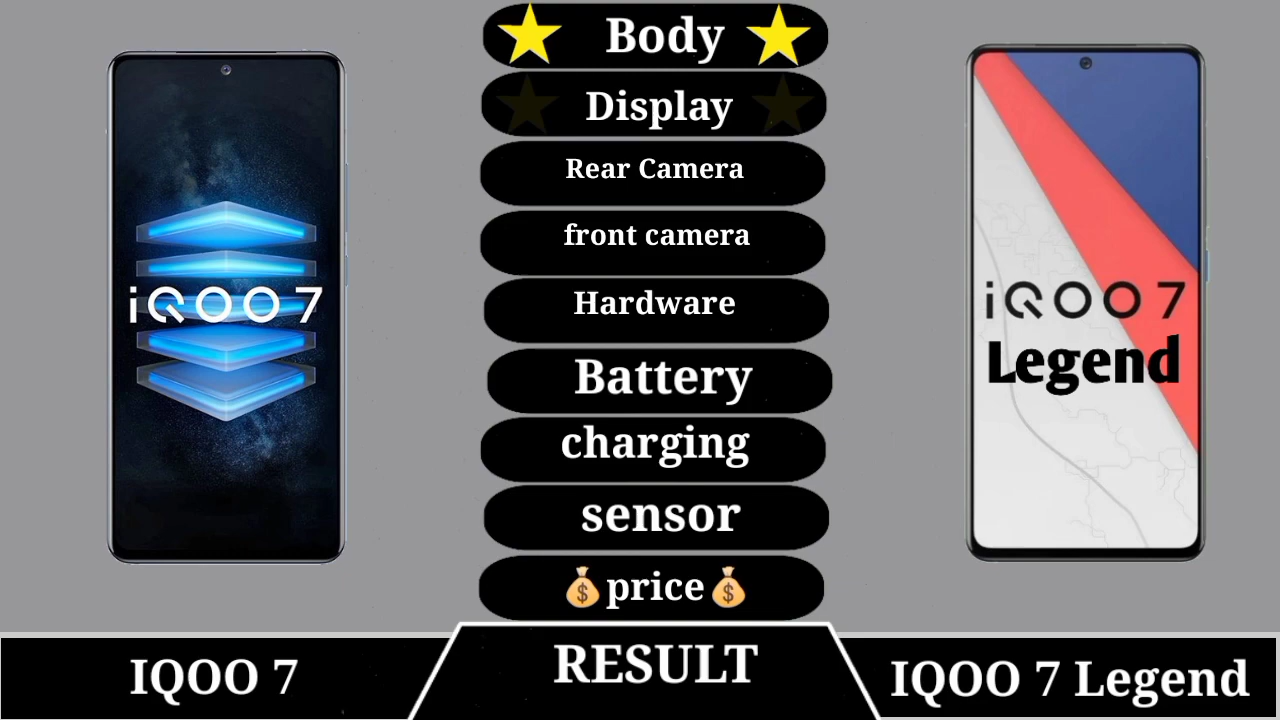 Body
Display
Rear Camera
front camera
Hardware
Battery
charging
sensor
price
RESULT
iQOO 7
IQOO 7
iQOO 7
Legend
IQOO 7 Legend